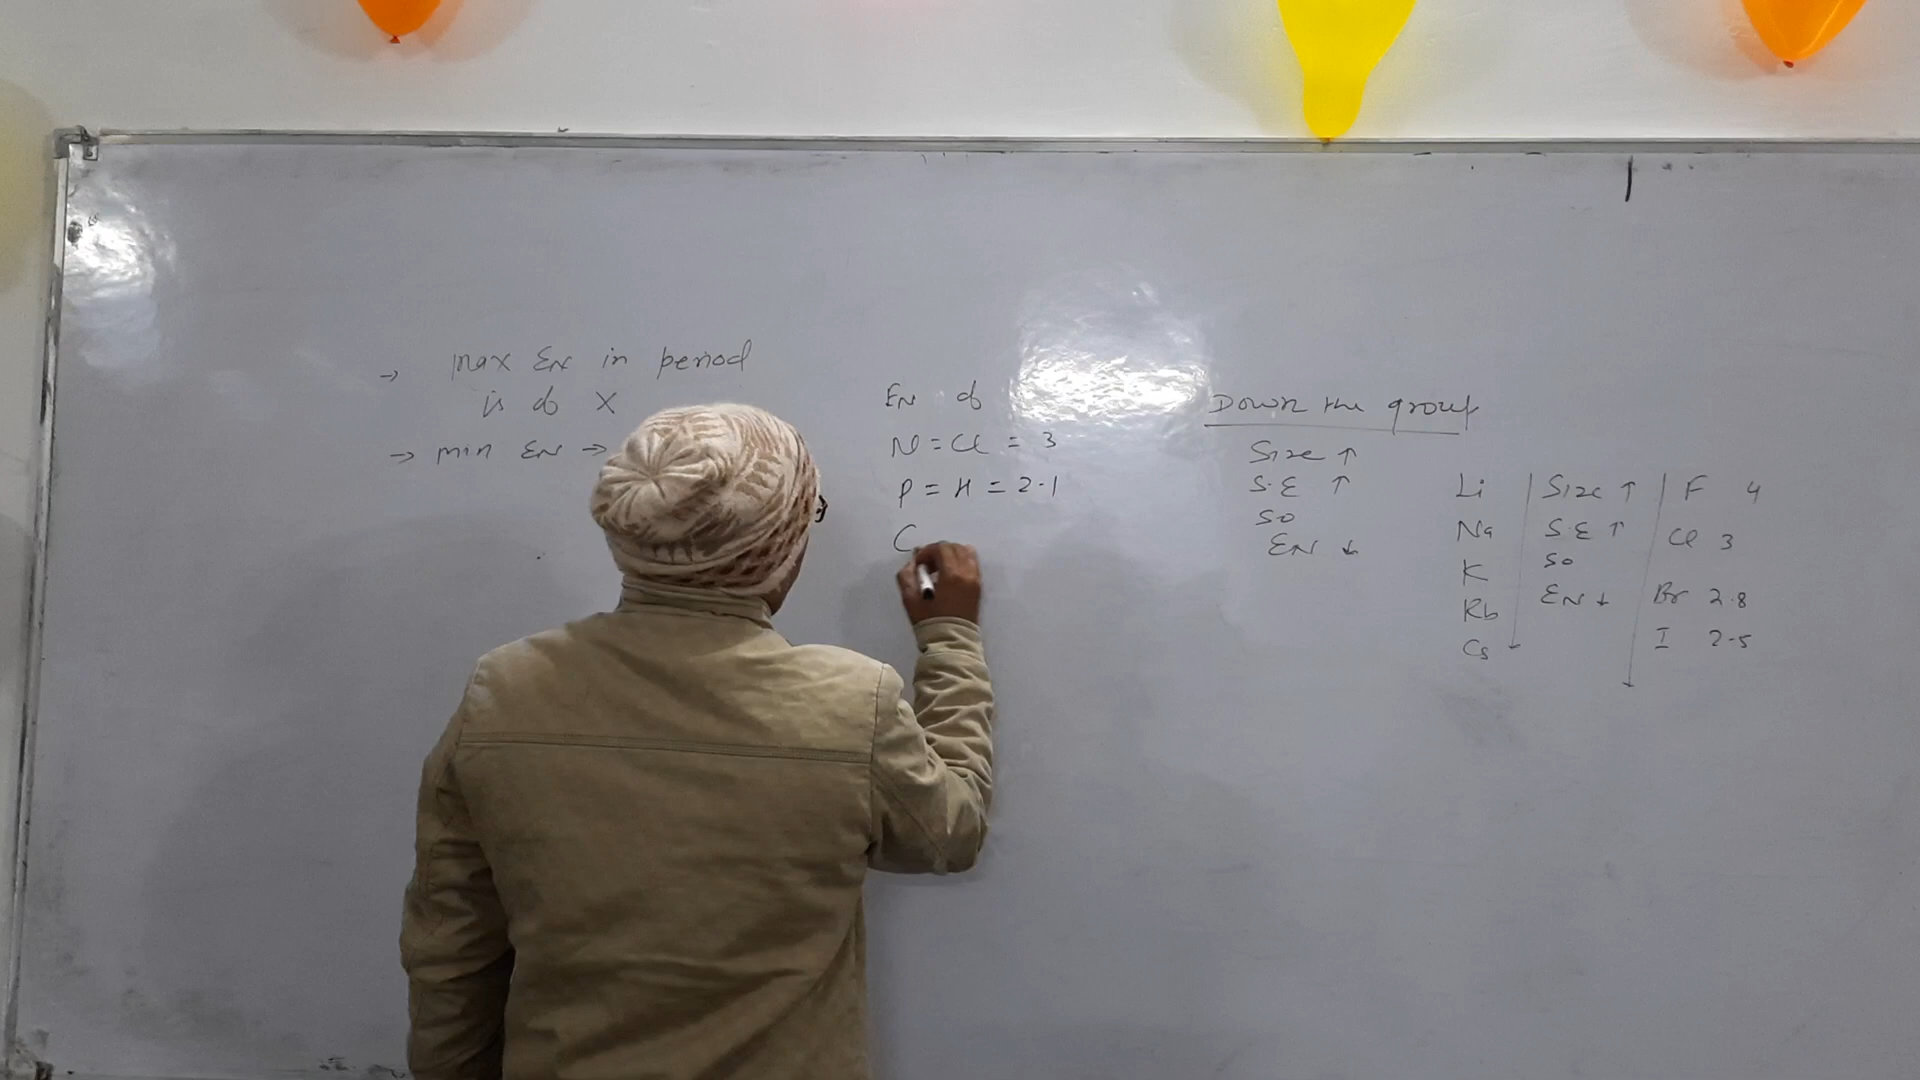 → max EN in period
is of X
→ min EN →
EN of
N = Cl = 3
P = H = 2.1
C
Down the group
Size ↑
S.E ↑
so
EN ↓
Li
Na
K
Rb
Cs
Size ↑
S.E ↑
so
EN ↓
F 4
Cl 3
Br 2.8
I 2.5